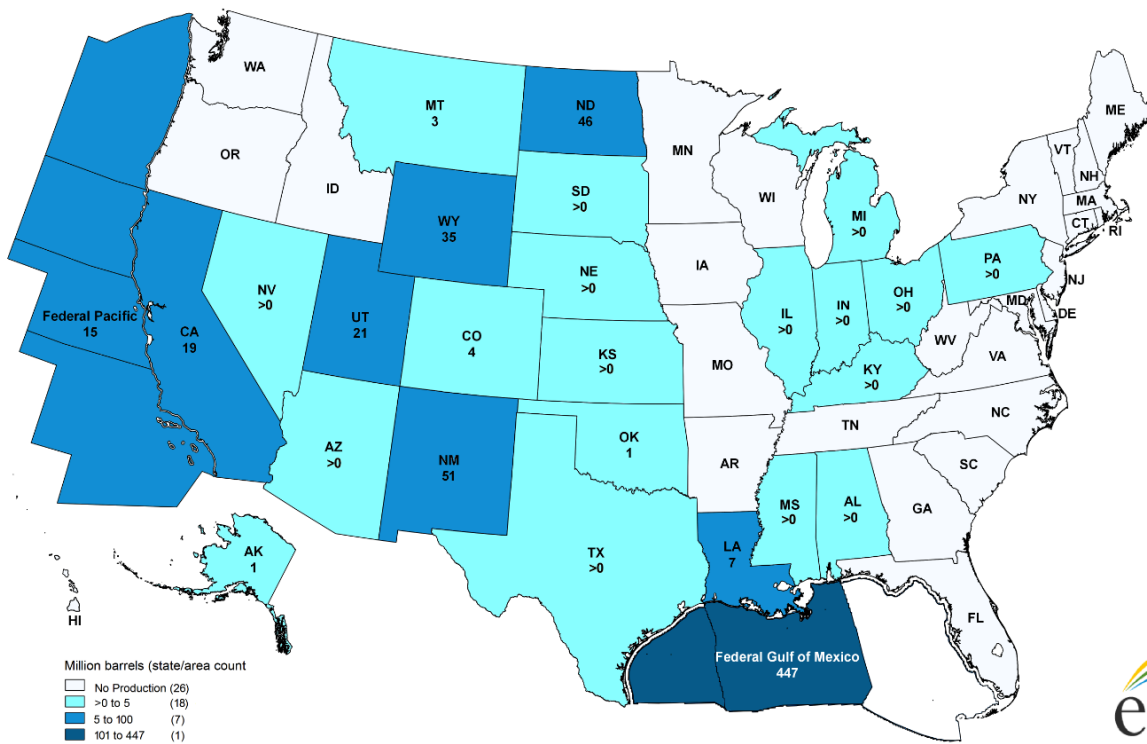 WA
MT
3
ND
46
ME
OR
ID
MN
VT
NH
SD
>0
WI
NY
MA
WY
35
MI
>0
CT
RI
IA
NE
>0
PA
>0
NJ
NV
>0
UT
21
IL
>0
IN
>0
OH
>0
MD
DE
Federal Pacific
15
CA
19
CO
4
KS
>0
MO
WV
VA
KY
>0
NC
TN
AZ
>0
NM
51
OK
1
AR
SC
MS
>0
AL
>0
GA
TX
>0
LA
7
AK
1
HI
FL
Federal Gulf of Mexico
447
Million barrels (state/area count
No Production (26)
>0 to 5 (18)
5 to 100 (7)
101 to 447 (1)
e